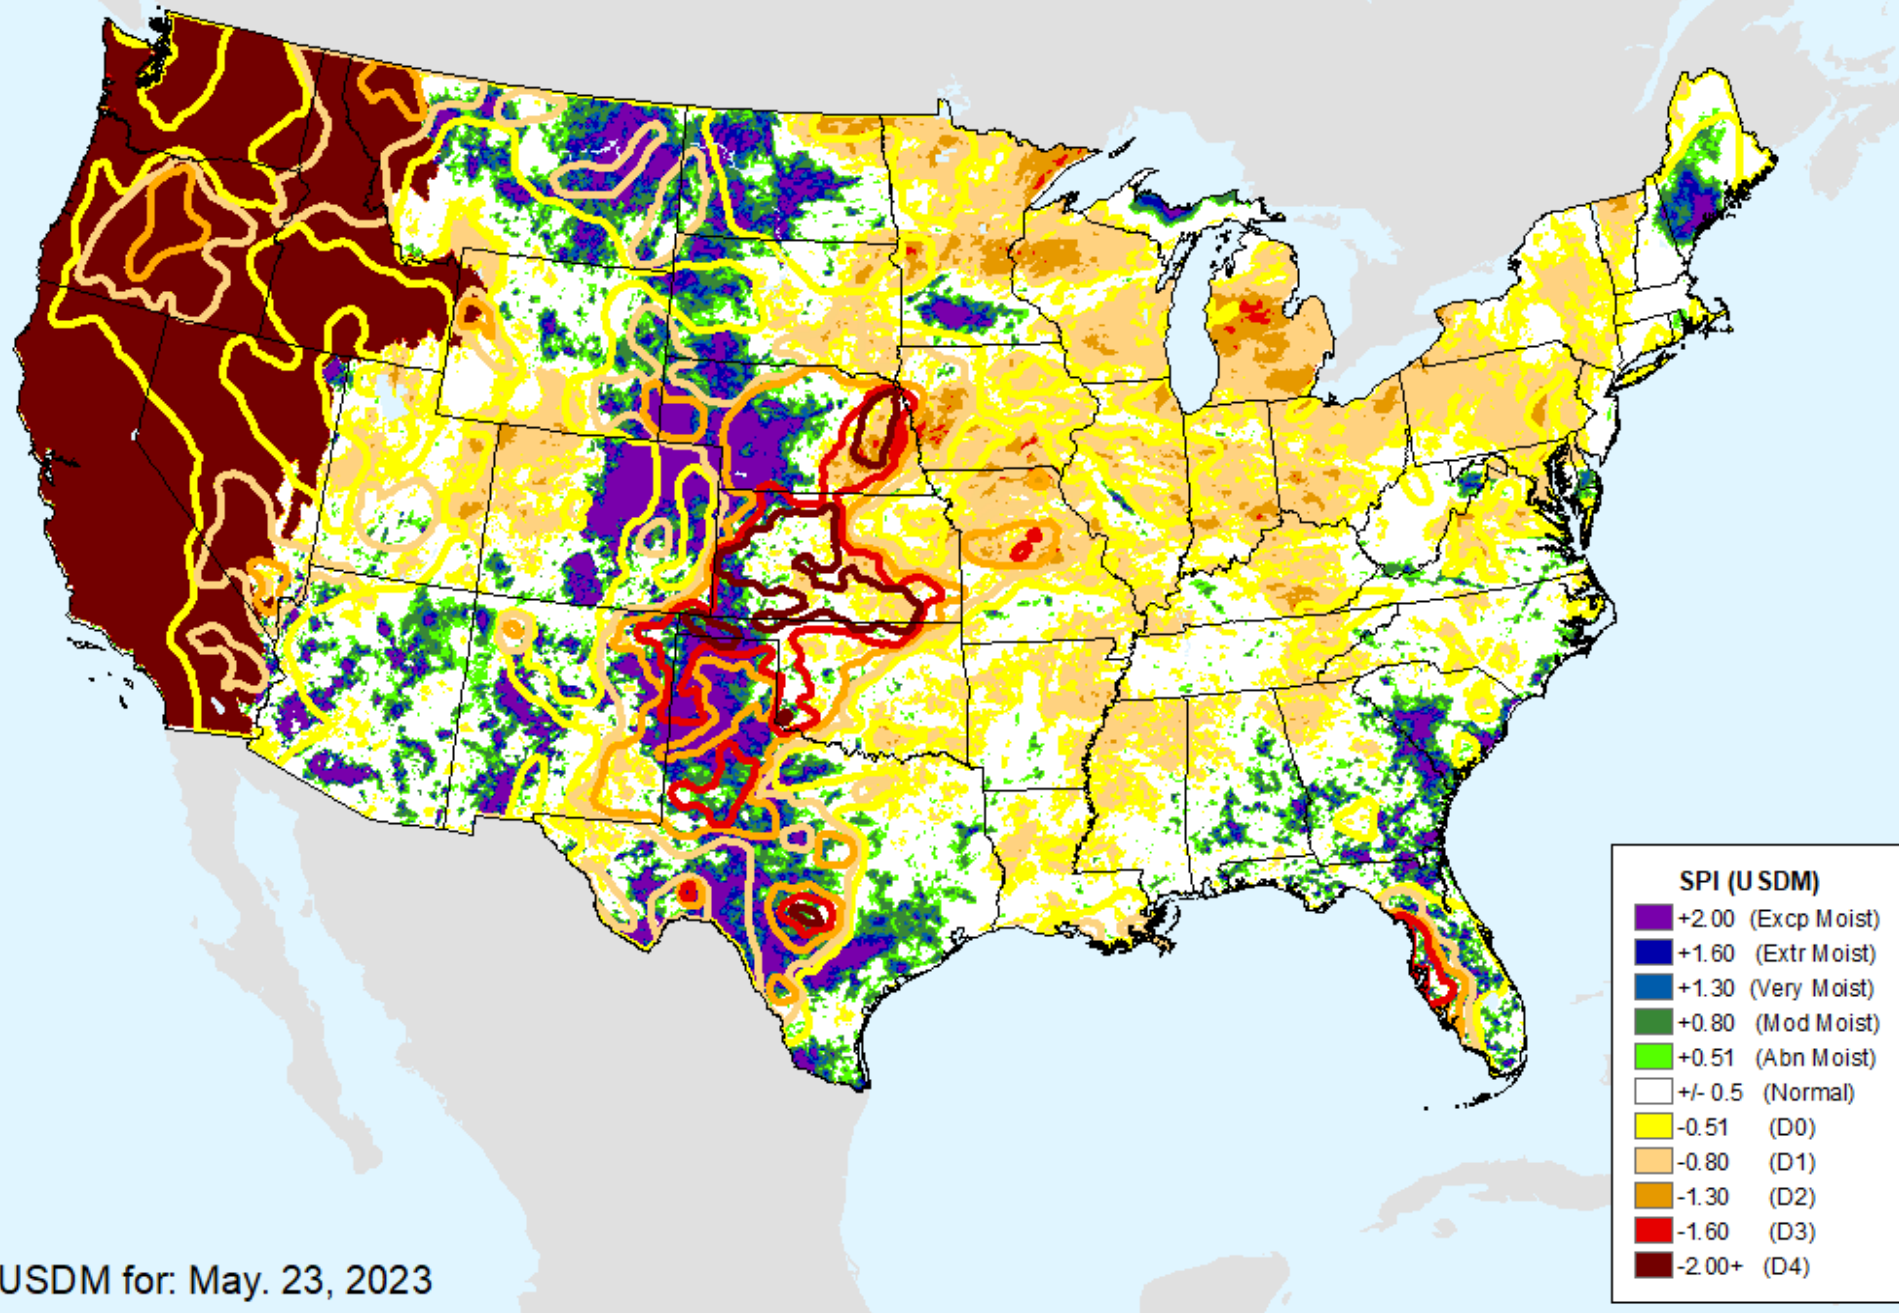 SPI (USDM)
+2.00 (Excp Moist)
+1.60 (Extr Moist)
+1.30 (Very Moist)
+0.80 (Mod Moist)
+0.51 (Abn Moist)
+/- 0.5 (Normal)
-0.51 (D0)
-0.80 (D1)
-1.30 (D2)
-1.60 (D3)
-2.00+ (D4)
USDM for: May. 23, 2023